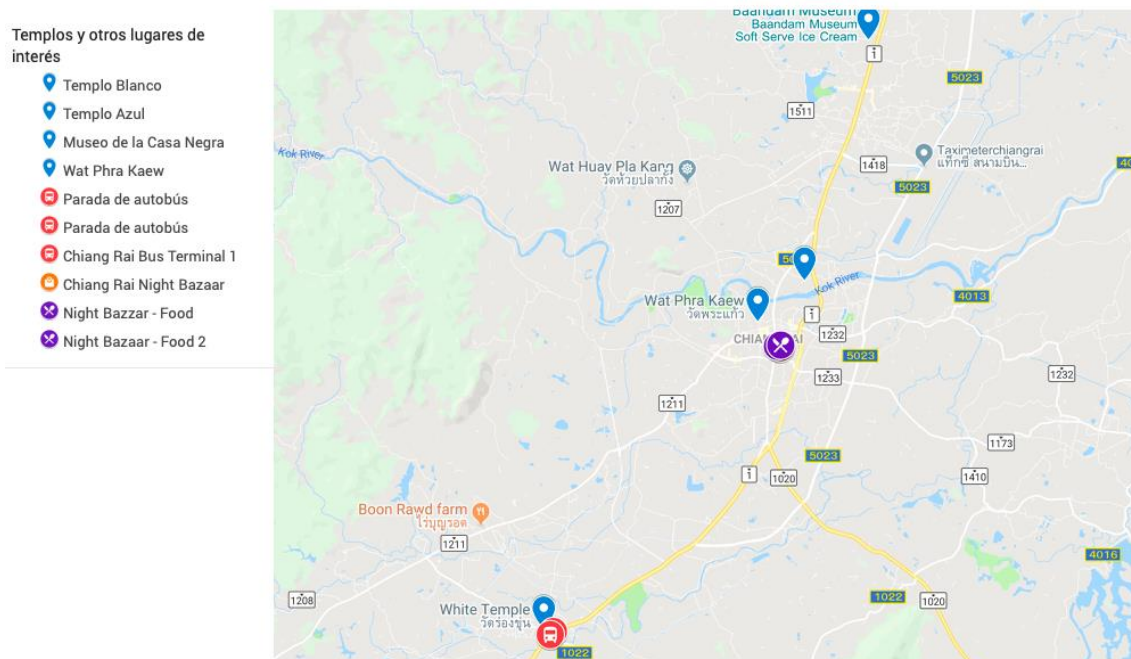 Templos y otros lugares de
interés
Templo Blanco
Templo Azul
Museo de la Casa Negra
Wat Phra Kaew
Parada de autobús
Parada de autobús
Chiang Rai Bus Terminal 1
Chiang Rai Night Bazaar
Night Bazzar - Food
Night Bazaar - Food 2
Baandam Museum
Baandam Museum
Soft Serve Ice Cream
1
5023
1511
Kok River
Taximeterchiangrai
แท็กซี่ สนามบิน...
1418
Wat Huay Pla Kang
วัดห้วยปลากั้ง
5023
1207
Kok River
Wat Phra Kaew
วัดพระแก้ว
4013
1
1232
5023
1233
1232
1211
1173
5023
1
1020
1410
Boon Rawd farm
ไร่บุญรอด
1211
4016
1208
1022
1020
White Temple
วัดร่องขุ่น
1022